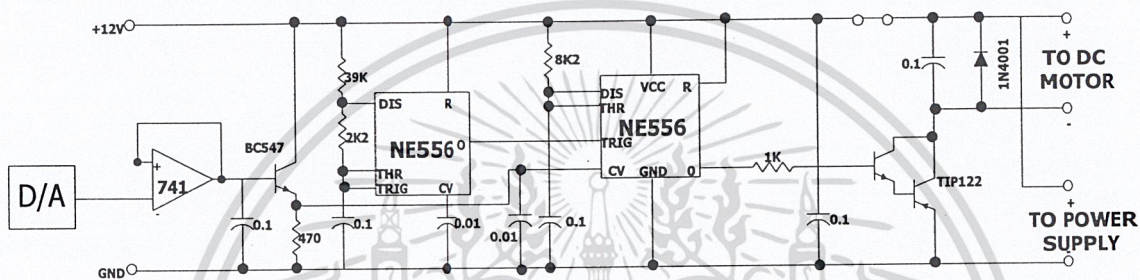 +12V
39K
DIS
R
2K2
NE556
0
THR
TRIG
CV
8K2
DIS
THR
VCC
R
NE556
TRIG
CV
GND
0
0.1
1N4001
TO DC
MOTOR
+
-
BC547
+
741
-
D/A
0.1
470
0.1
0.01
0.01
0.1
1K
0.1
TIP122
+
TO POWER
SUPPLY
-
GND